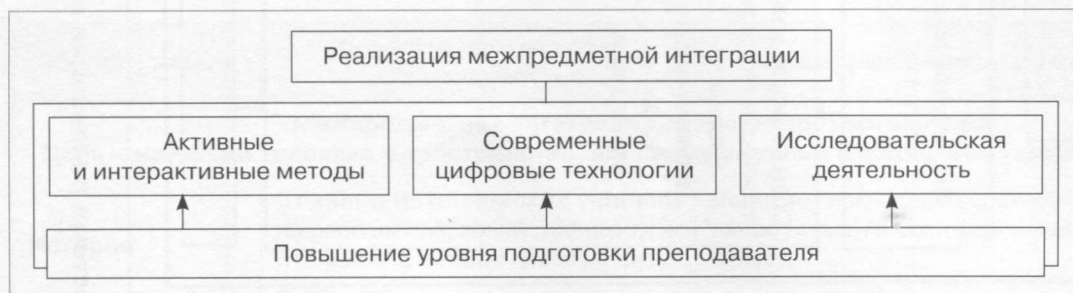 Реализация межпредметной интеграции
Активные
и интерактивные методы
Современные
цифровые технологии
Исследовательская
деятельность
Повышение уровня подготовки преподавателя